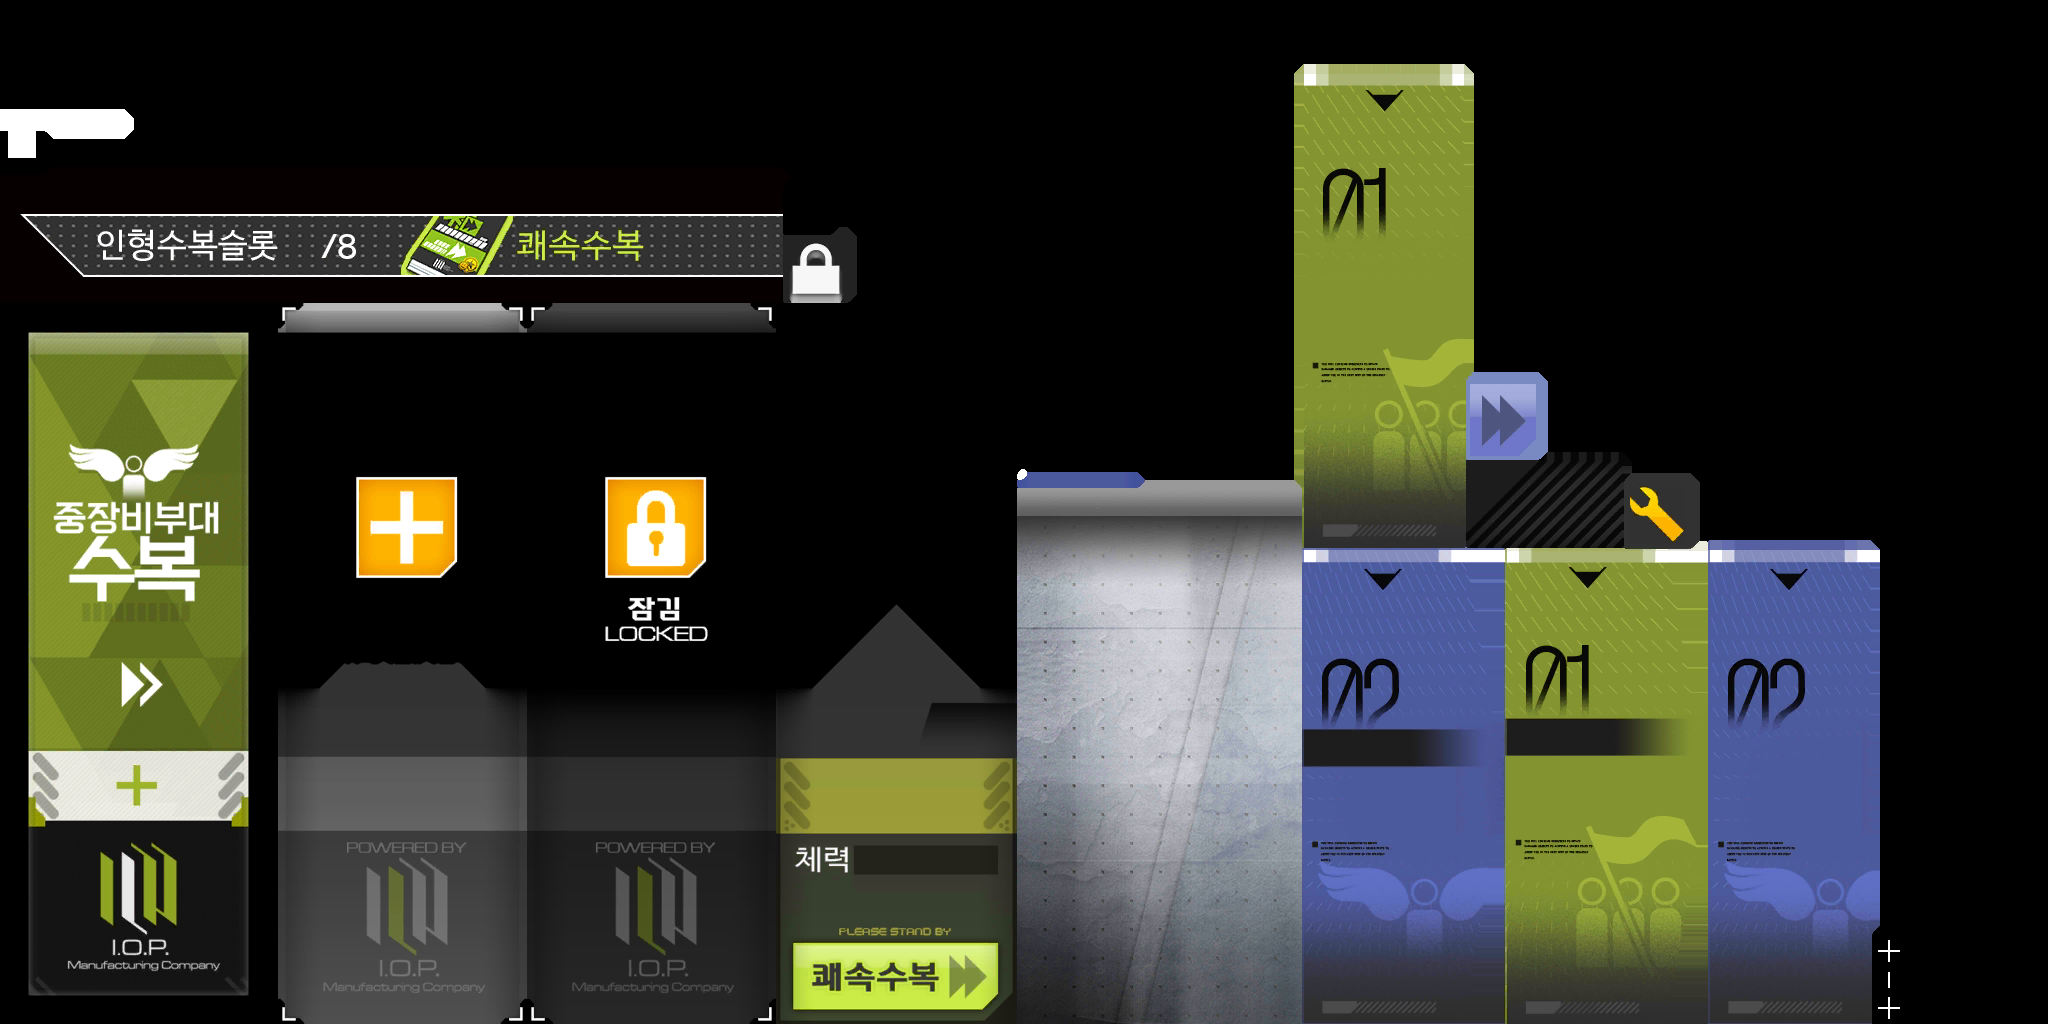 인형수복슬롯 /8 쾌속수복
01
중장비부대
수복
잠김
LOCKED
02
01
02
POWERED BY
I.O.P.
Manufacturing Company
POWERED BY
I.O.P.
Manufacturing Company
체력
PLEASE STAND BY
쾌속수복
I.O.P.
Manufacturing Company